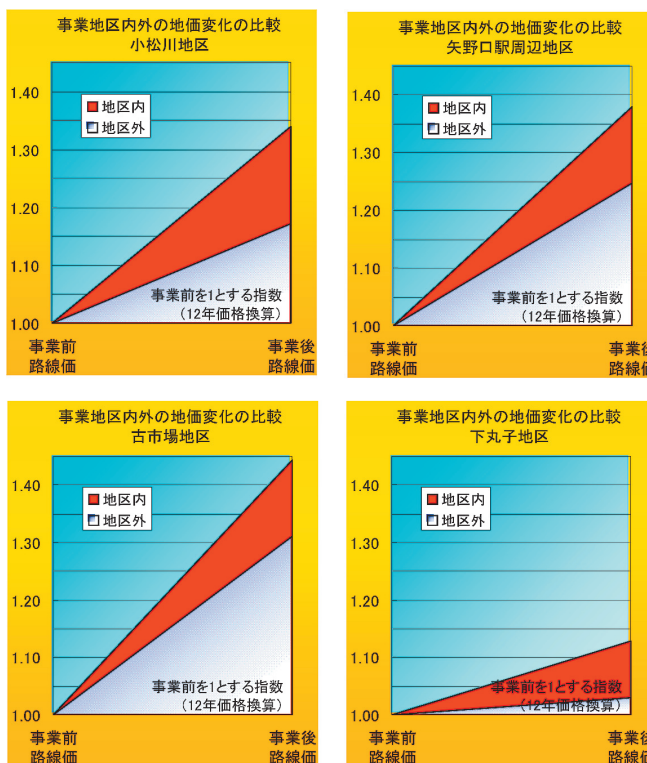 事業地区内外の地価変化の比較
小松川地区
1.40
1.30
1.20
1.10
1.00
地区内
地区外
事業前を1とする指数
(12年価格換算)
事業前
路線価
事業後
路線価
事業地区内外の地価変化の比較
矢野口駅周辺地区
1.40
1.30
1.20
1.10
1.00
地区内
地区外
事業前を1とする指数
(12年価格換算)
事業前
路線価
事業後
路線価
事業地区内外の地価変化の比較
古市場地区
1.40
1.30
1.20
1.10
1.00
地区内
地区外
事業前を1とする指数
(12年価格換算)
事業前
路線価
事業後
路線価
事業地区内外の地価変化の比較
下丸子地区
1.40
1.30
1.20
1.10
1.00
地区内
地区外
事業前を1とする指数
(12年価格換算)
事業前
路線価
事業後
路線価